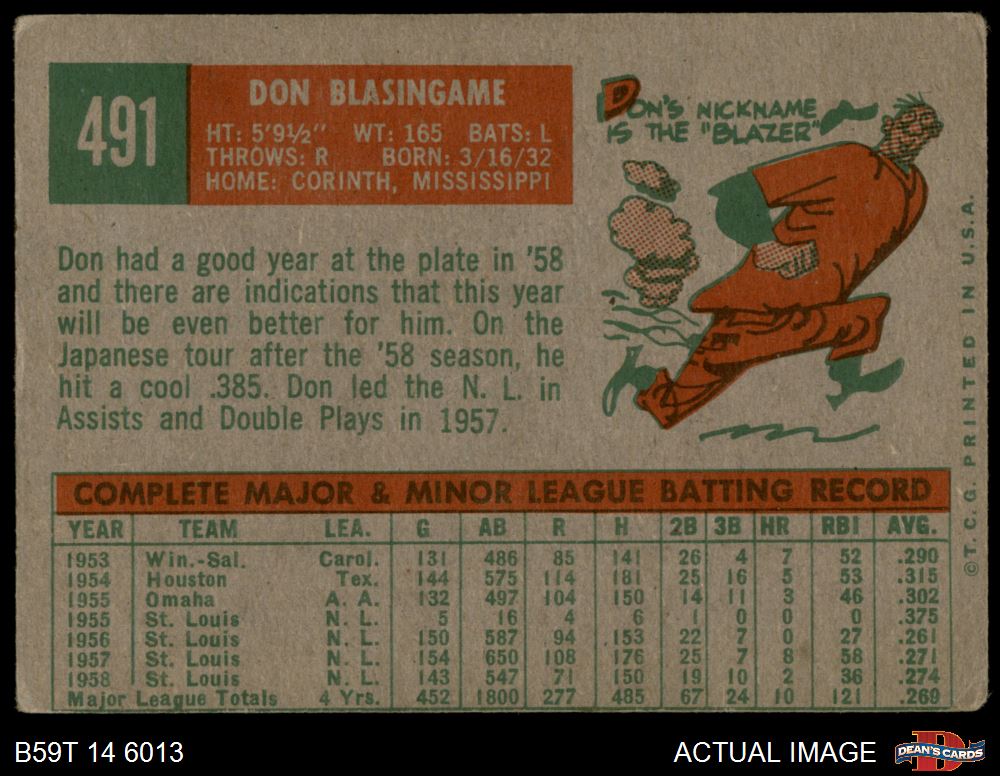 491
DON BLASINGAME
HT: 5'9½" WT: 165 BATS: L
THROWS: R BORN: 3/16/32
HOME: CORINTH, MISSISSIPPI
DON'S NICKNAME
IS THE "BLAZER"
Don had a good year at the plate in '58
and there are indications that this year
will be even better for him. On the
Japanese tour after the '58 season, he
hit a cool .385. Don led the N. L. in
Assists and Double Plays in 1957.
COMPLETE MAJOR & MINOR LEAGUE BATTING RECORD
YEAR TEAM LEA. G AB R H 2B 3B HR RBI AVG.
1953 Win.-Sal. Carol. 131 486 85 141 26 4 7 52 .290
1954 Houston Tex. 144 575 114 181 25 16 5 53 .315
1955 Omaha A. A. 132 497 104 150 14 11 3 46 .302
1955 St. Louis N. L. 5 16 4 6 1 0 0 0 .375
1956 St. Louis N. L. 150 587 94 153 22 7 0 27 .261
1957 St. Louis N. L. 154 650 108 176 25 7 8 58 .271
1958 St. Louis N. L. 143 547 71 150 19 10 2 36 .274
Major League Totals 4 Yrs. 452 1800 277 485 67 24 10 121 .269
© T. C. G. PRINTED IN U.S.A.
B59T 14 6013
ACTUAL IMAGE
DEAN'S CARDS